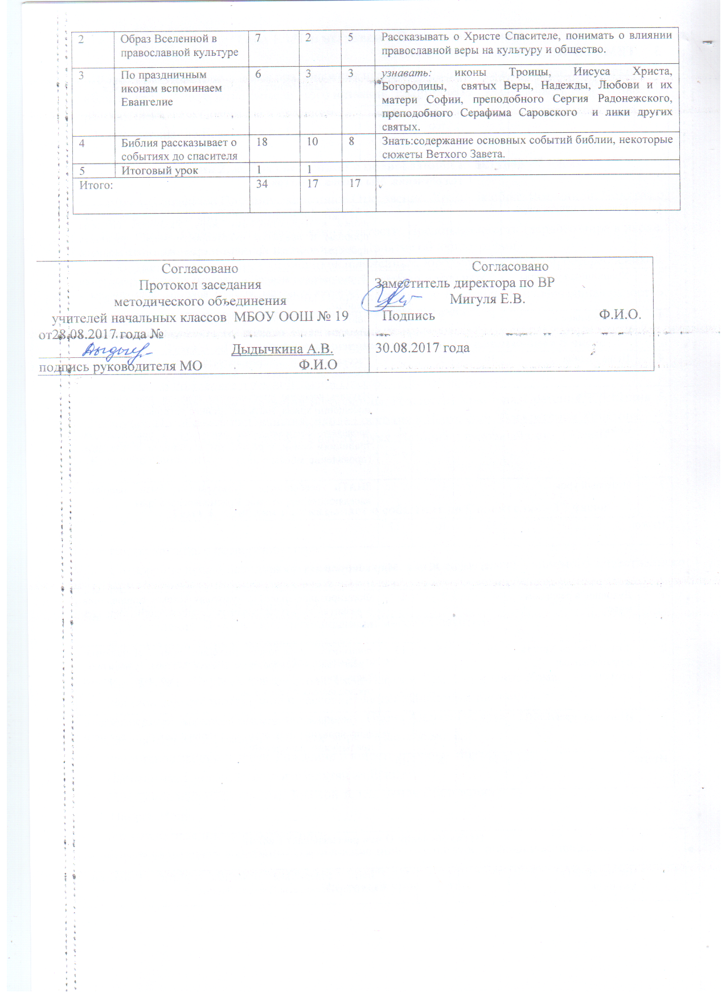 2 Образ Вселенной в 7 2 5 Рассказывать о Христе Спасителе, понимать о влиянии
православной культуре православной веры на культуру и общество.
3 По праздничным 6 3 3 узнавать: иконы Троицы, Иисуса Христа,
иконам вспоминаем Богородицы, святых Веры, Надежды, Любови и их
Евангелие матери Софии, преподобного Сергия Радонежского,
преподобного Серафима Саровского и лики других
святых.
4 Библия рассказывает о 18 10 8 Знать:содержание основных событий библии, некоторые
событиях до спасителя сюжеты Ветхого Завета.
5 Итоговый урок 1 1
Итого: 34 17 17
Согласовано
Протокол заседания
методического объединения
учителей начальных классов МБОУ ООШ № 19
от28.08.2017 года №
Дыдычкина А.В.
подпись руководителя МО Ф.И.О
Согласовано
Заместитель директора по ВР
Мигуля Е.В.
Подпись Ф.И.О.
30.08.2017 года